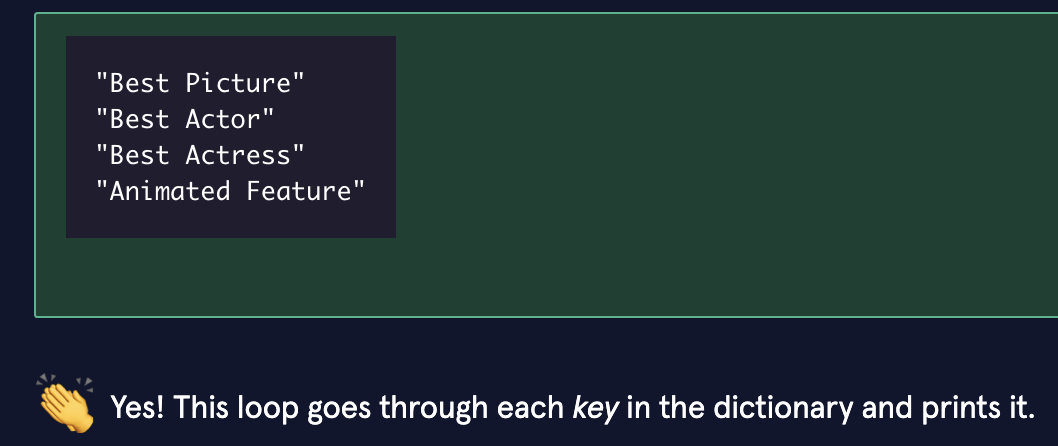 "Best Picture"
"Best Actor"
"Best Actress"
"Animated Feature"
Yes! This loop goes through each key in the dictionary and prints it.